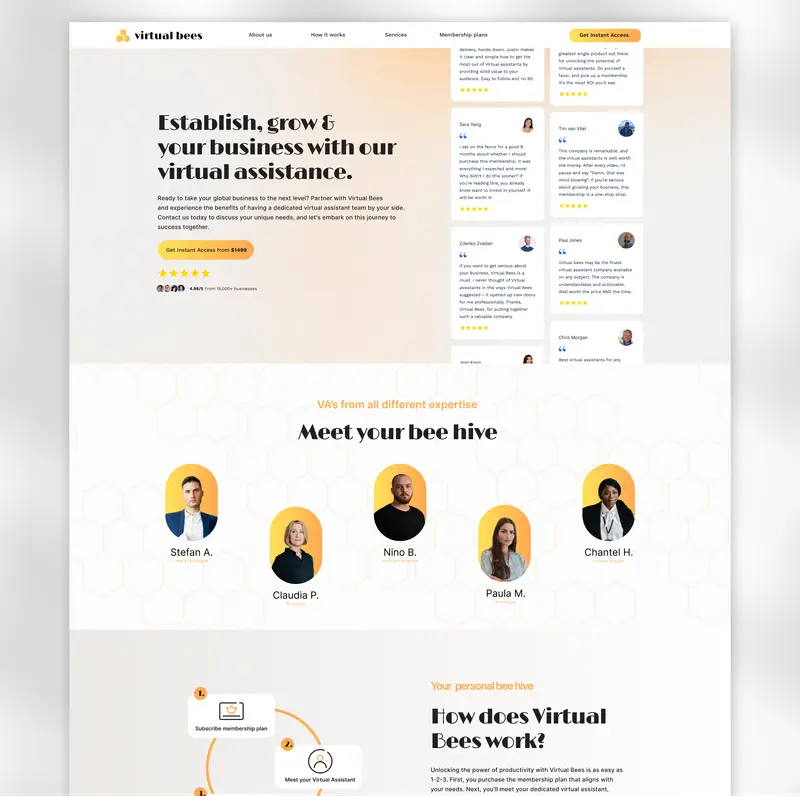 virtual bees
About us
How it works
Services
Membership plans
Get Instant Access
Establish, grow &
your business with our
virtual assistance.
Ready to take your global business to the next level? Partner with Virtual Bees
and experience the benefits of having a dedicated virtual assistant team by your side.
Contact us today to discuss your unique needs, and let's embark on this journey to
success together.
Get Instant Access from $1499
4.98/5 From 15,000+ businesses
delivers, hands down. Justin makes
it clear and simple how to get the
most out of Virtual assistants by
providing solid value to your
audience. Easy to follow and no BS.
Sara Yang
I sat on the fence for a good 9
months about whether I should
purchase this membership. It was
everything I expected and more!
Why didn't I do this sooner? If
you're reading this, you already
know you want to invest in yourself. It
will be worth it!
Zdenko Zvadan
If you want to get serious about
your Business, Virtual Bees is a
must. I never thought of Virtual
assistants in the ways Virtual Bees
suggested – it opened up new doors
for me professionally. Thanks,
Virtual Bees, for putting together
such a valuable company.
greatest single product out there
for unlocking the potential of
Virtual assistants. Do yourself a
favor, and pick up a membership.
It's the most ROI you'll see.
Tim van Vliet
This company is remarkable, and
the virtual assistants is well worth
the money. After every video, I'd
pause and say "Damn, that was
mind blowing". If you're serious
about growing your business, this
membership is a one-stop shop.
Paul Jones
Virtual bees may be the finest
virtual assistant company available
on any subject. The company is
understandable and actionable.
Well-worth the price AND the time.
Chris Morgan
Best virtual assistants for any
VA's from all different expertise
Meet your bee hive
Stefan A.
Claudia P.
Nino B.
Paula M.
Chantel H.
1.
Subscribe membership plan
2.
Meet your Virtual Assistant
Your personal bee hive
How does Virtual
Bees work?
Unlocking the power of productivity with Virtual Bees is as easy as
1-2-3. First, you purchase the membership plan that aligns with
your needs. Next, you'll meet your dedicated virtual assistant,